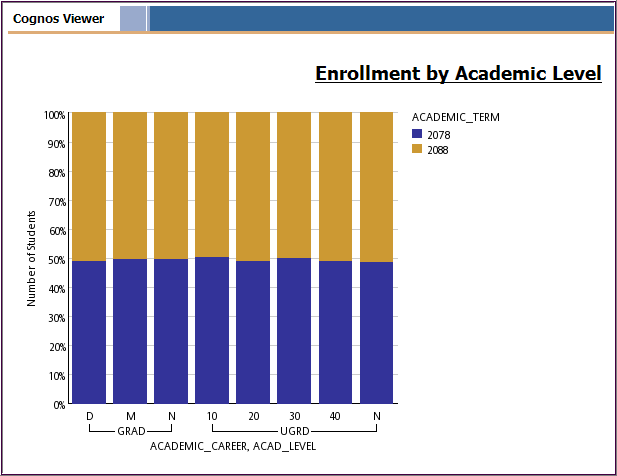 Cognos Viewer
Enrollment by Academic Level
ACADEMIC_TERM
2078
2088
Number of Students
100%
90%
80%
70%
60%
50%
40%
30%
20%
10%
0%
D M N 10 20 30 40 N
GRAD UGRD
ACADEMIC_CAREER, ACAD_LEVEL